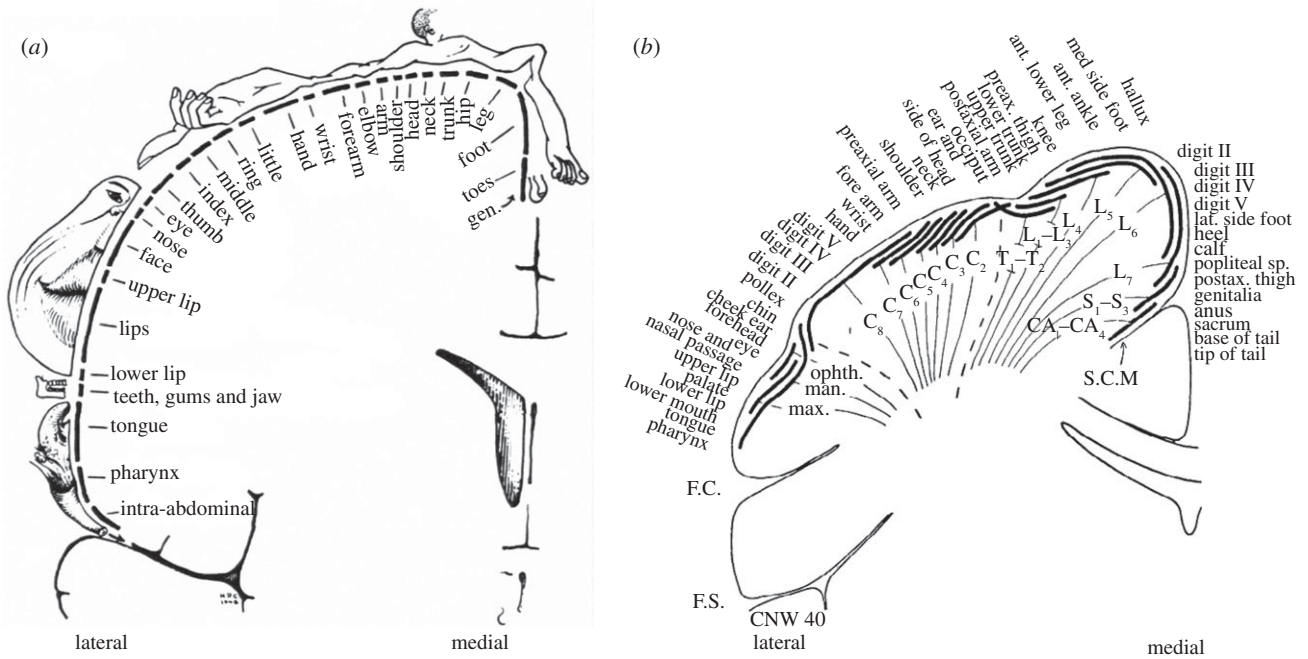 (a)
toes
gen.
foot
leg
hip
trunk
neck
head
shoulder
arm
elbow
forearm
wrist
hand
little
ring
middle
index
thumb
eye
nose
face
upper lip
lips
lower lip
teeth, gums and jaw
tongue
pharynx
intra-abdominal
lateral
medial
(b)
pharynx
tongue
lower mouth
lower lip
palate
upper lip
nasal passage
nose and eye
forehead
cheek ear
chin
pollex
digit II
digit III
digit IV
digit V
hand
wrist
fore arm
preaxial arm
shoulder
neck
side of head
ear and
occiput
postaxial arm
upper trunk
lower trunk
preax. thigh
knee
ant. lower leg
ant. ankle
med side foot
hallux
digit II
digit III
digit IV
digit V
lat. side foot
heel
calf
popliteal sp.
postax. thigh
genitalia
anus
sacrum
base of tail
tip of tail
ophth.
man.
max.
C8
C7
C6
C5
C4
C3
C2
T1–T2
L1–L3
L4
L5
L6
L7
S1–S3
CA1–CA4
S.C.M
F.C.
F.S.
CNW 40
lateral
medial